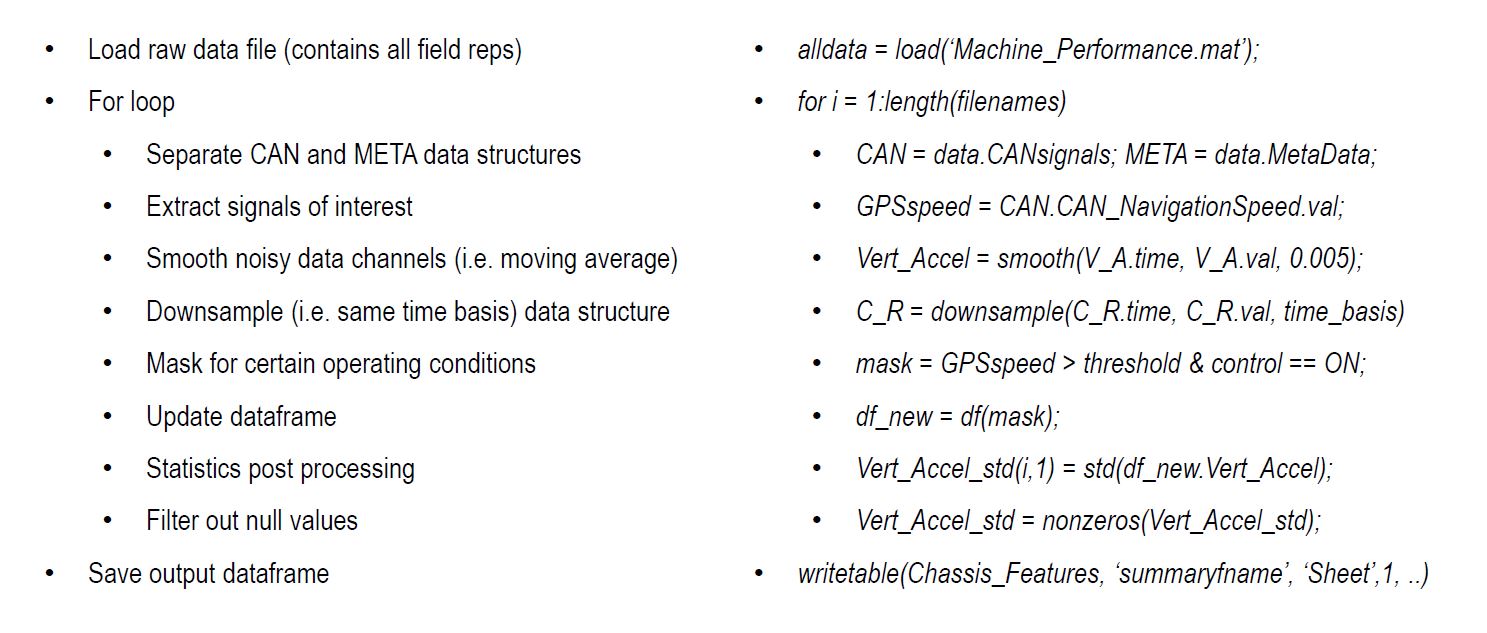 • Load raw data file (contains all field reps)
• For loop
• Separate CAN and META data structures
• Extract signals of interest
• Smooth noisy data channels (i.e. moving average)
• Downsample (i.e. same time basis) data structure
• Mask for certain operating conditions
• Update dataframe
• Statistics post processing
• Filter out null values
• Save output dataframe
• alldata = load(‘Machine_Performance.mat’);
• for i = 1:length(filenames)
• CAN = data.CANsignals; META = data.MetaData;
• GPSspeed = CAN.CAN_NavigationSpeed.val;
• Vert_Accel = smooth(V_A.time, V_A.val, 0.005);
• C_R = downsample(C_R.time, C_R.val, time_basis)
• mask = GPSspeed > threshold & control == ON;
• df_new = df(mask);
• Vert_Accel_std(i,1) = std(df_new.Vert_Accel);
• Vert_Accel_std = nonzeros(Vert_Accel_std);
• writetable(Chassis_Features, ‘summaryfname’, ‘Sheet’,1, ..)